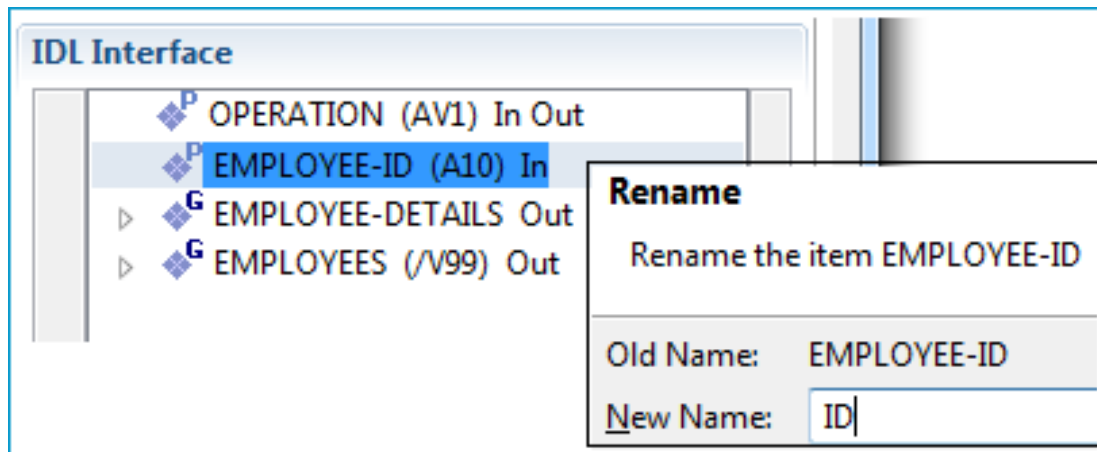 IDL Interface
P OPERATION (AV1) In Out
P EMPLOYEE-ID (A10) In
G EMPLOYEE-DETAILS Out
G EMPLOYEES (/V99) Out
Rename
Rename the item EMPLOYEE-ID
Old Name: EMPLOYEE-ID
New Name: ID